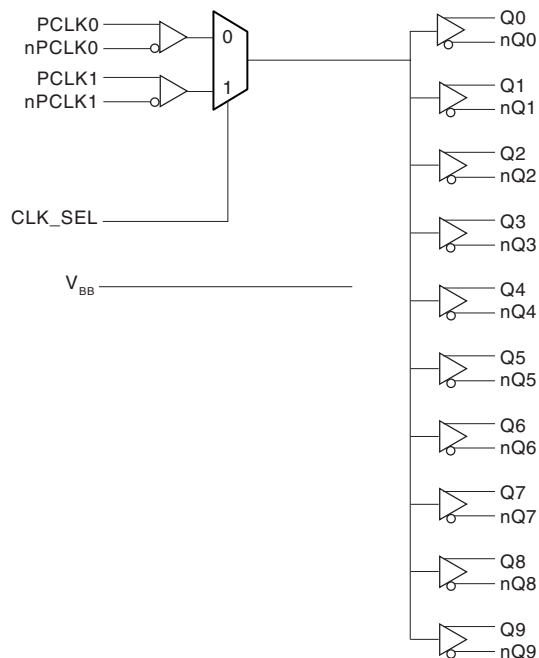 PCLK0
nPCLK0
PCLK1
nPCLK1
0
1
CLK_SEL
VBB
Q0
nQ0
Q1
nQ1
Q2
nQ2
Q3
nQ3
Q4
nQ4
Q5
nQ5
Q6
nQ6
Q7
nQ7
Q8
nQ8
Q9
nQ9